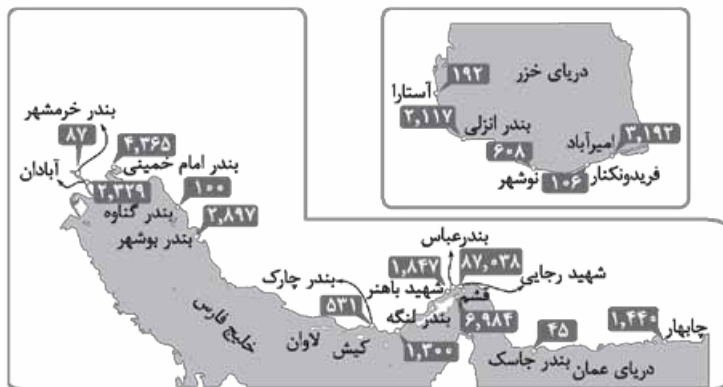 دریای خزر
۱۹۲
آستارا
۲,۱۱۷
بندر انزلی
۶۰۸
نوشهر
۱۰۶
فریدونکنار
امیرآباد
۳,۱۹۲
بندر خرمشهر
۸۷
آبادان
۴,۳۶۵
بندر امام خمینی
۲,۳۲۹
۱۰۰
بندر گناوه
۲,۸۹۷
بندر بوشهر
خلیج فارس
بندر چارک
۵۳۱
لاوان
کیش
بندر لنگه
۱,۳۰۰
بندرعباس
۱,۸۴۷
شهید باهنر
۸۷,۰۳۸
شهید رجایی
قشم
۶,۹۸۴
۴۵
بندر جاسک
۱,۴۴۰
چابهار
دریای عمان